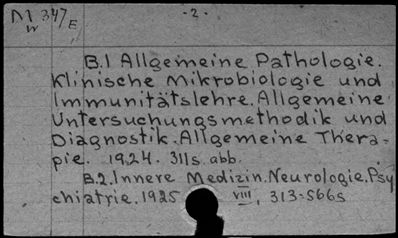 M 347
W E
- 2 -
B.1 Allgemeine Pathologie.
Klinische Mikrobiologie und
Immunitätslehre. Allgemeine
Untersuchungsmethodik und
Diagnostik. Allgemeine Thera-
pie. 1924. 311s. abb.
B.2. Innere Medizin. Neurologie. Psy
chiatrie. 1925 VIII, 313-566s